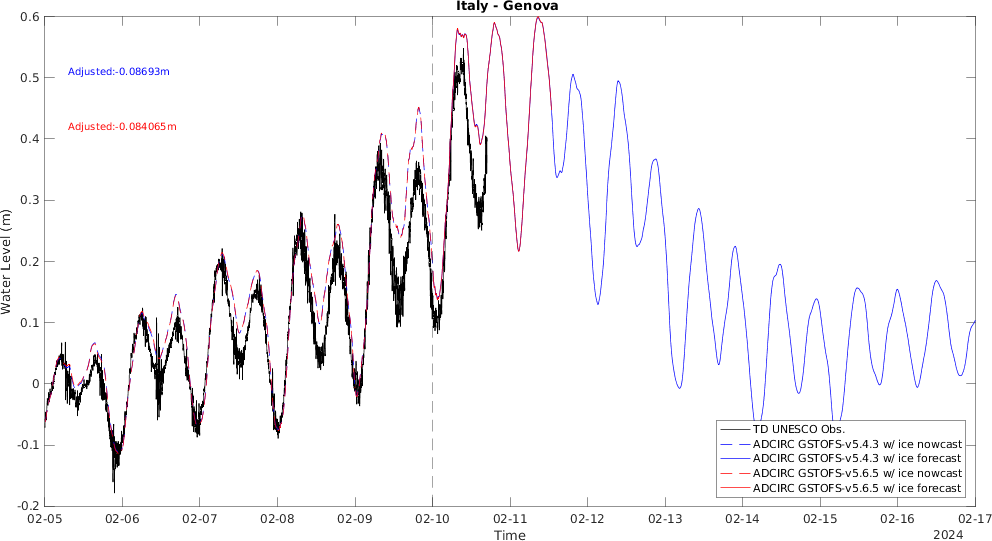 Italy - Genova
0.6
0.5
0.4
0.3
0.2
0.1
0
-0.1
-0.2
Water Level (m)
Adjusted:-0.08693m
Adjusted:-0.084065m
TD UNESCO Obs.
ADCIRC GSTOFS-v5.4.3 w/ ice nowcast
ADCIRC GSTOFS-v5.4.3 w/ ice forecast
ADCIRC GSTOFS-v5.6.5 w/ ice nowcast
ADCIRC GSTOFS-v5.6.5 w/ ice forecast
02-05 02-06 02-07 02-08 02-09 02-10 02-11 02-12 02-13 02-14 02-15 02-16 02-17
Time
2024